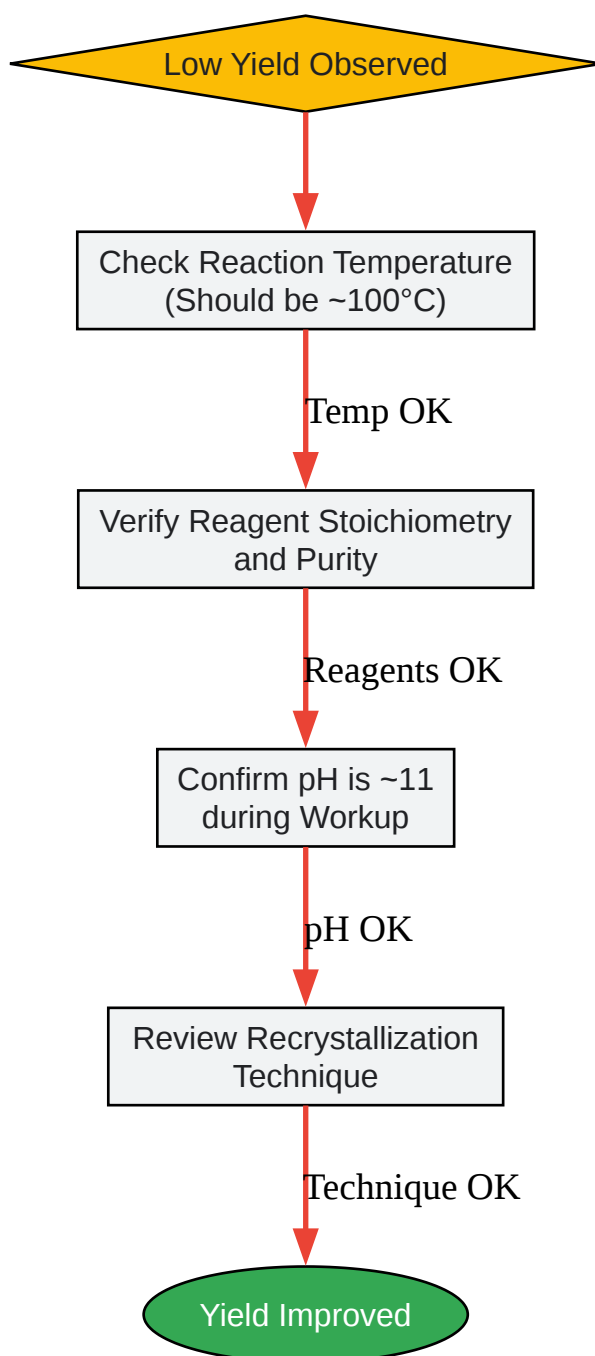 Low Yield Observed
Check Reaction Temperature
(Should be ~100°C)
Temp OK
Verify Reagent Stoichiometry
and Purity
Reagents OK
Confirm pH is ~11
during Workup
pH OK
Review Recrystallization
Technique
Technique OK
Yield Improved